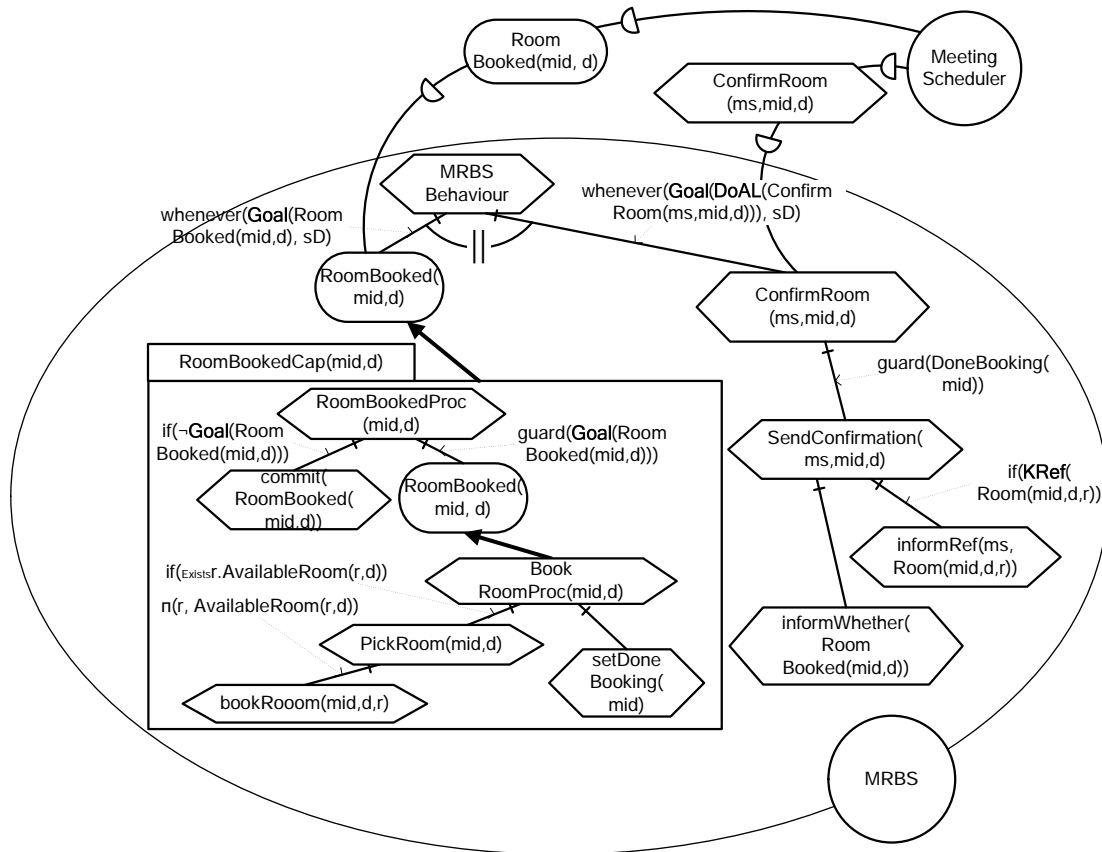 Room
Booked(mid, d)
Meeting
Scheduler
ConfirmRoom
(ms,mid,d)
MRBS
Behaviour
whenever(Goal(DoAL(Confirm
Room(ms,mid,d))), sD)
whenever(Goal(Room
Booked(mid,d), sD)
||
RoomBooked(
mid,d)
ConfirmRoom
(ms,mid,d)
RoomBookedCap(mid,d)
guard(DoneBooking(
mid))
RoomBookedProc
(mid,d)
if(¬Goal(Room
Booked(mid,d)))
guard(Goal(Room
Booked(mid,d)))
SendConfirmation(
ms,mid,d)
commit(
RoomBooked(
mid,d))
RoomBooked(
mid, d)
if(KRef(
Room(mid,d,r))
informRef(ms,
Room(mid,d,r))
if(Existsr.AvailableRoom(r,d))
Book
RoomProc(mid,d)
π(r, AvailableRoom(r,d))
PickRoom(mid,d)
informWhether(
Room
Booked(mid,d))
setDone
Booking(
mid)
bookRooom(mid,d,r)
MRBS